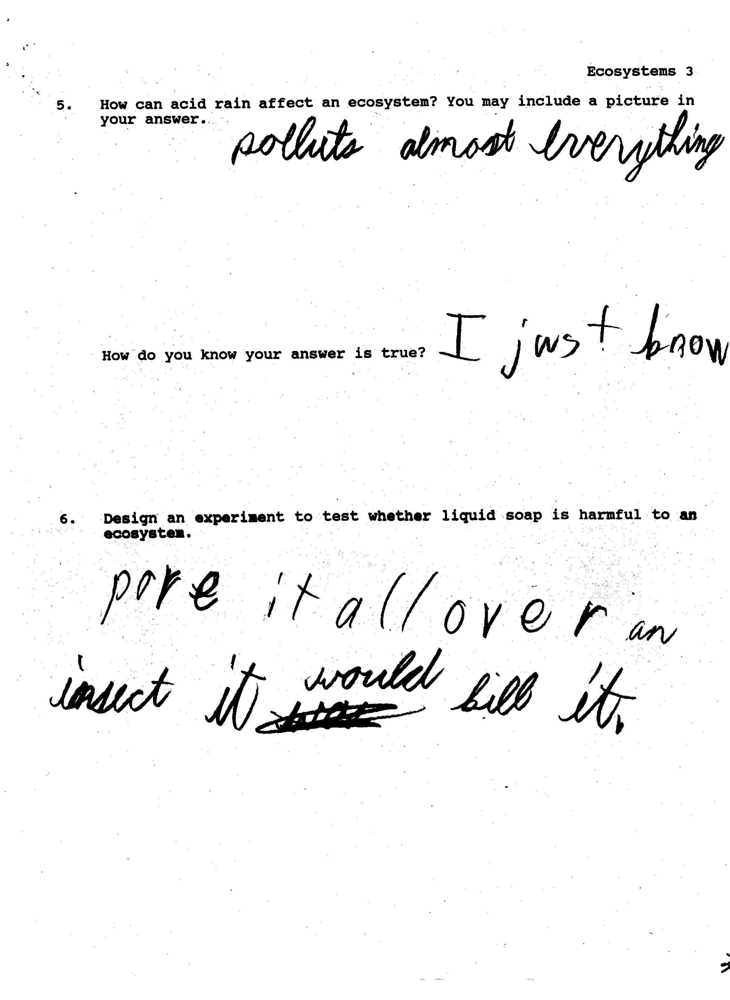 Ecosystems 3
5. How can acid rain affect an ecosystem? You may include a picture in
your answer.
polluts almost everything
How do you know your answer is true? I just know
6. Design an experiment to test whether liquid soap is harmful to an
ecosystem.
pore it all over an
insect it would kill it.